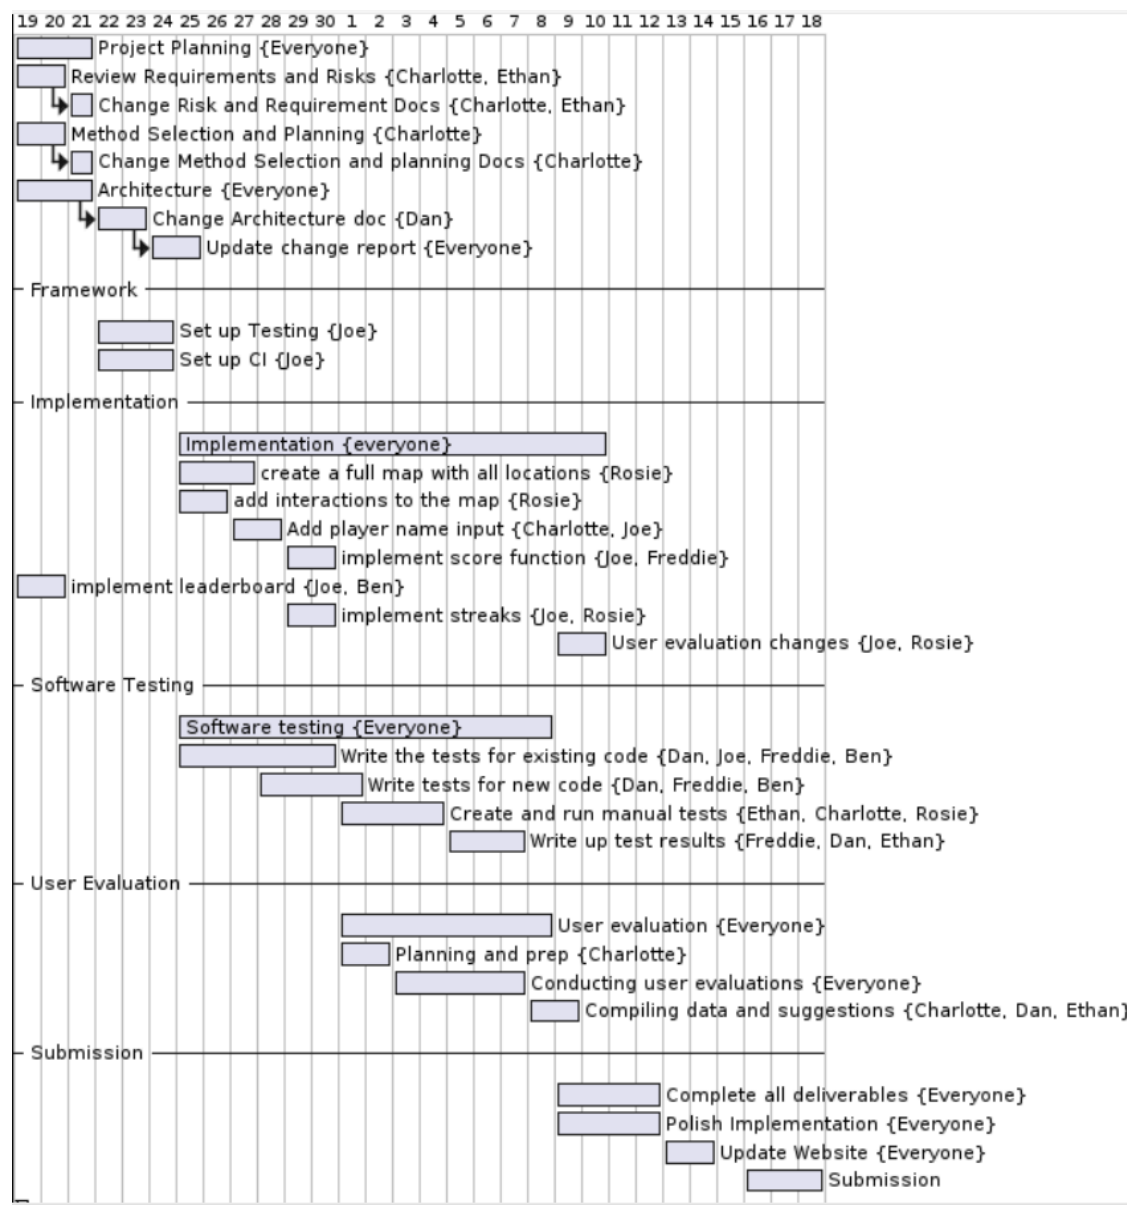 19 20 21 22 23 24 25 26 27 28 29 30 1 2 3 4 5 6 7 8 9 10 11 12 13 14 15 16 17 18
Project Planning {Everyone}
Review Requirements and Risks {Charlotte, Ethan}
Change Risk and Requirement Docs {Charlotte, Ethan}
Method Selection and Planning {Charlotte}
Change Method Selection and planning Docs {Charlotte}
Architecture {Everyone}
Change Architecture doc {Dan}
Update change report {Everyone}
Framework
Set up Testing {Joe}
Set up CI {Joe}
Implementation
Implementation {everyone}
create a full map with all locations {Rosie}
add interactions to the map {Rosie}
Add player name input {Charlotte, Joe}
implement score function {Joe, Freddie}
implement leaderboard {Joe, Ben}
implement streaks {Joe, Rosie}
User evaluation changes {Joe, Rosie}
Software Testing
Software testing {Everyone}
Write the tests for existing code {Dan, Joe, Freddie, Ben}
Write tests for new code {Dan, Freddie, Ben}
Create and run manual tests {Ethan, Charlotte, Rosie}
Write up test results {Freddie, Dan, Ethan}
User Evaluation
User evaluation {Everyone}
Planning and prep {Charlotte}
Conducting user evaluations {Everyone}
Compiling data and suggestions {Charlotte, Dan, Ethan}
Submission
Complete all deliverables {Everyone}
Polish Implementation {Everyone}
Update Website {Everyone}
Submission